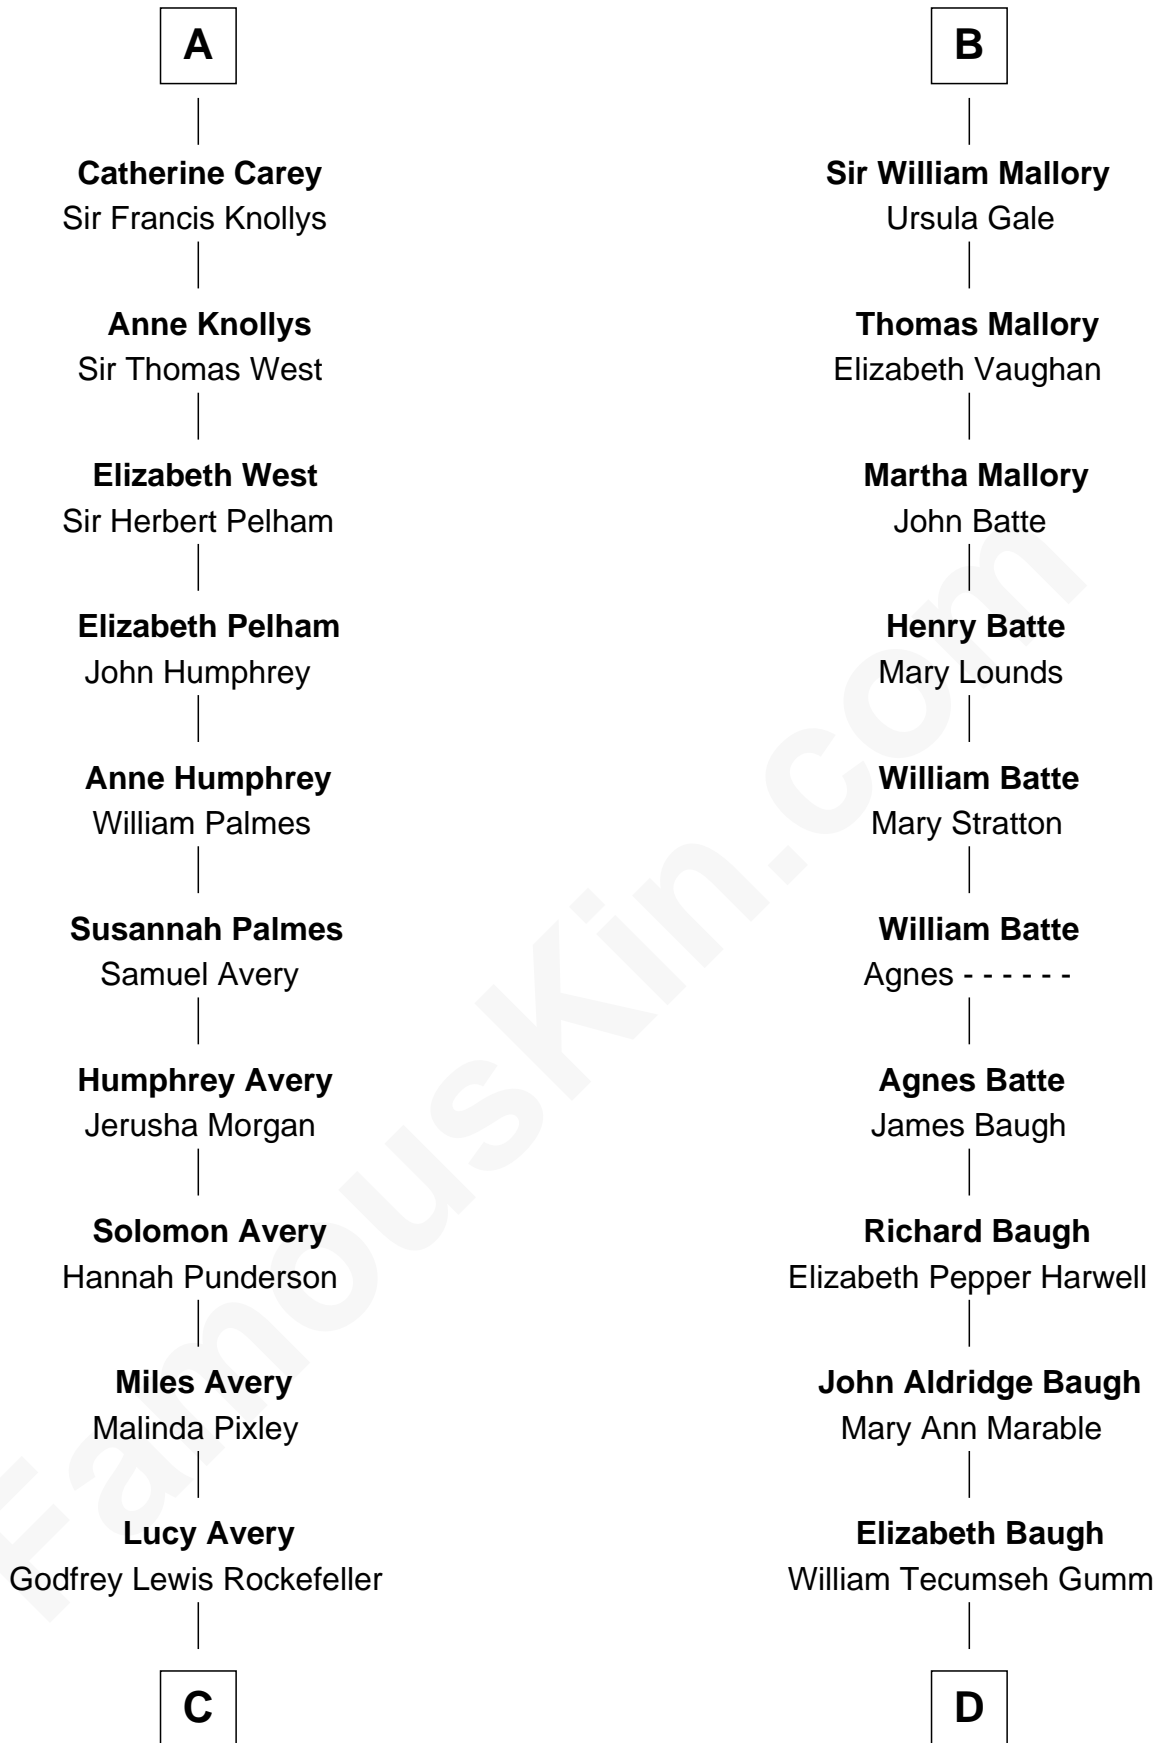 A
Catherine Carey
Sir Francis Knollys
Anne Knollys
Sir Thomas West
Elizabeth West
Sir Herbert Pelham
Elizabeth Pelham
John Humphrey
Anne Humphrey
William Palmes
Susannah Palmes
Samuel Avery
Humphrey Avery
Jerusha Morgan
Solomon Avery
Hannah Punderson
Miles Avery
Malinda Pixley
Lucy Avery
Godfrey Lewis Rockefeller
C
B
Sir William Mallory
Ursula Gale
Thomas Mallory
Elizabeth Vaughan
Martha Mallory
John Batte
Henry Batte
Mary Lounds
William Batte
Mary Stratton
William Batte
Agnes - - - - - -
Agnes Batte
James Baugh
Richard Baugh
Elizabeth Pepper Harwell
John Aldridge Baugh
Mary Ann Marable
Elizabeth Baugh
William Tecumseh Gumm
D
FamousKin.com